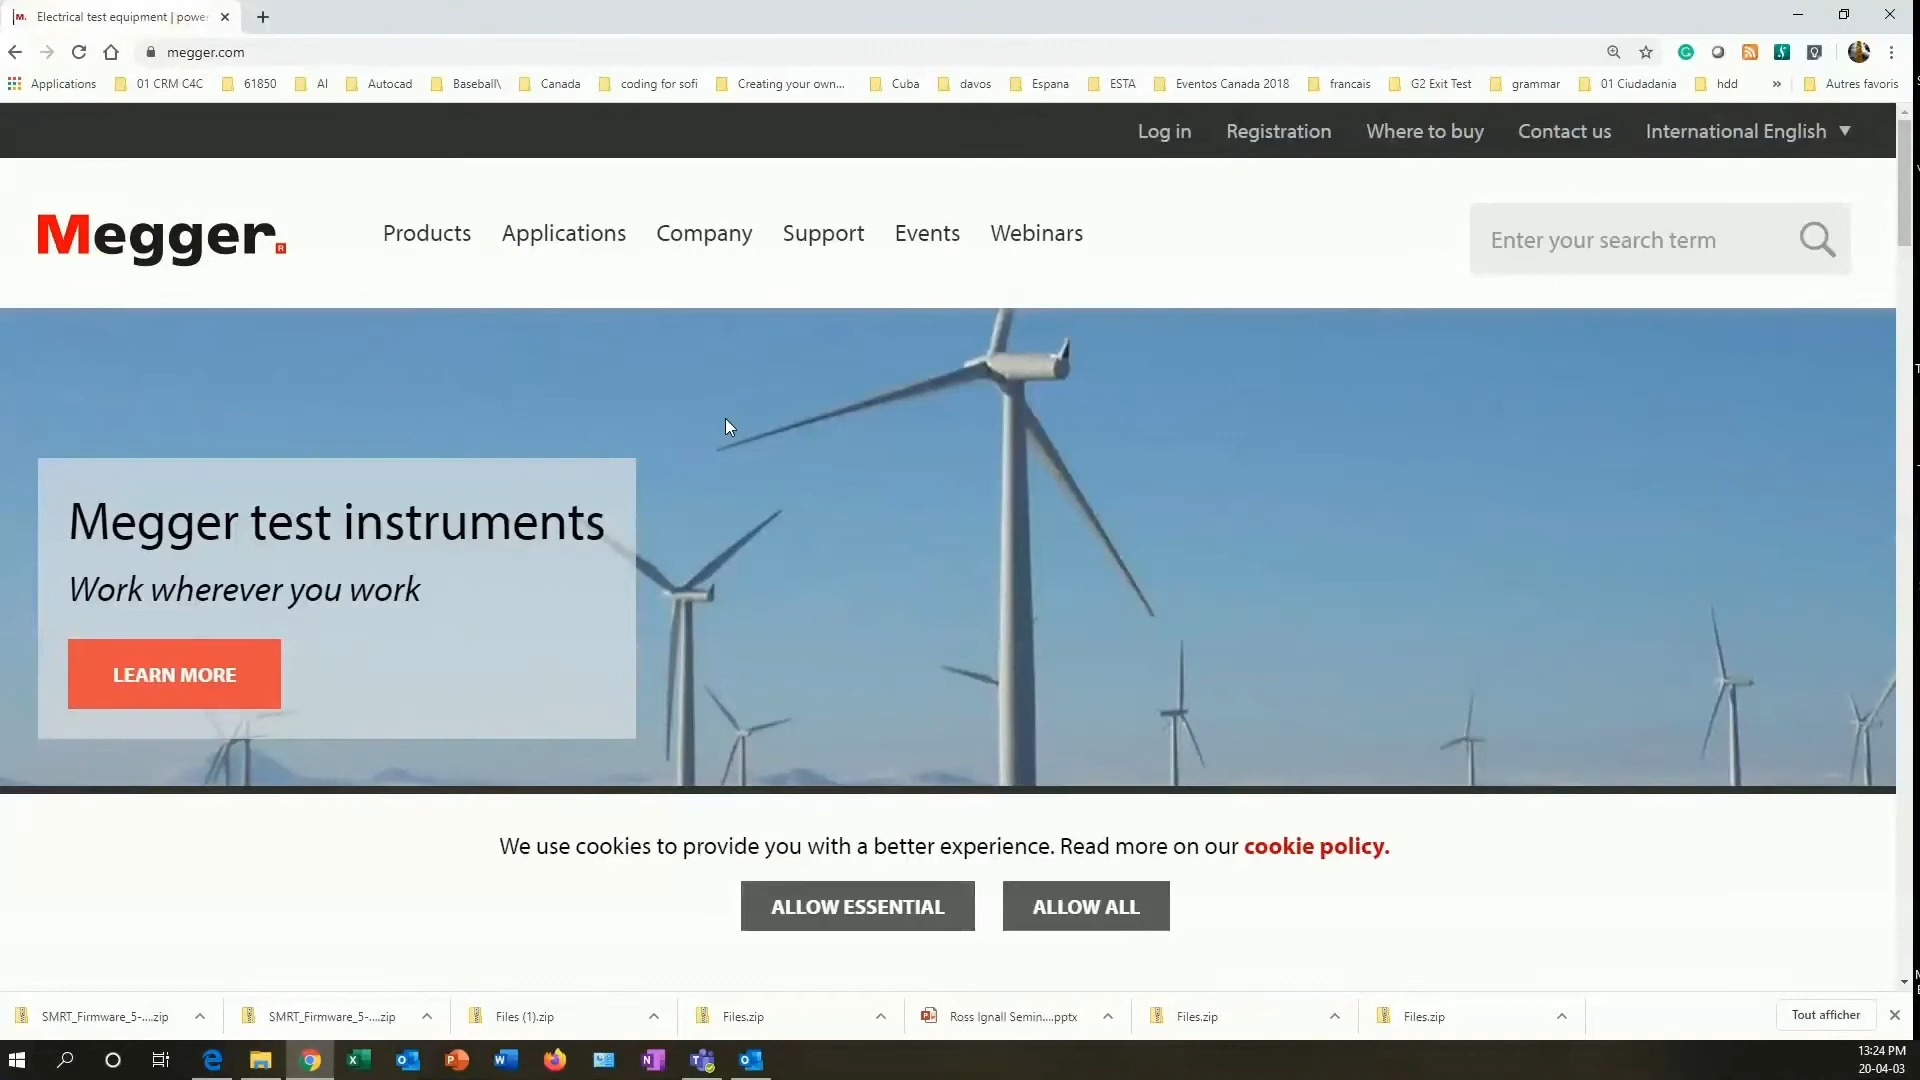 Electrical test equipment | power
megger.com
Applications 01 CRM C4C 61850 AI Autocad Baseball\ Canada coding for sofi Creating your own... Cuba davos Espana ESTA Eventos Canada 2018 francais G2 Exit Test grammar 01 Ciudadania hdd » Autres favoris
Log in Registration Where to buy Contact us International English
Megger.
Products Applications Company Support Events Webinars
Enter your search term
Megger test instruments
Work wherever you work
LEARN MORE
We use cookies to provide you with a better experience. Read more on our cookie policy.
ALLOW ESSENTIAL ALLOW ALL
SMRT_Firmware_5-....zip SMRT_Firmware_5-....zip Files (1).zip Files.zip Ross Ignall Semin....pptx Files.zip Files.zip Tout afficher
13:24 PM
20-04-03